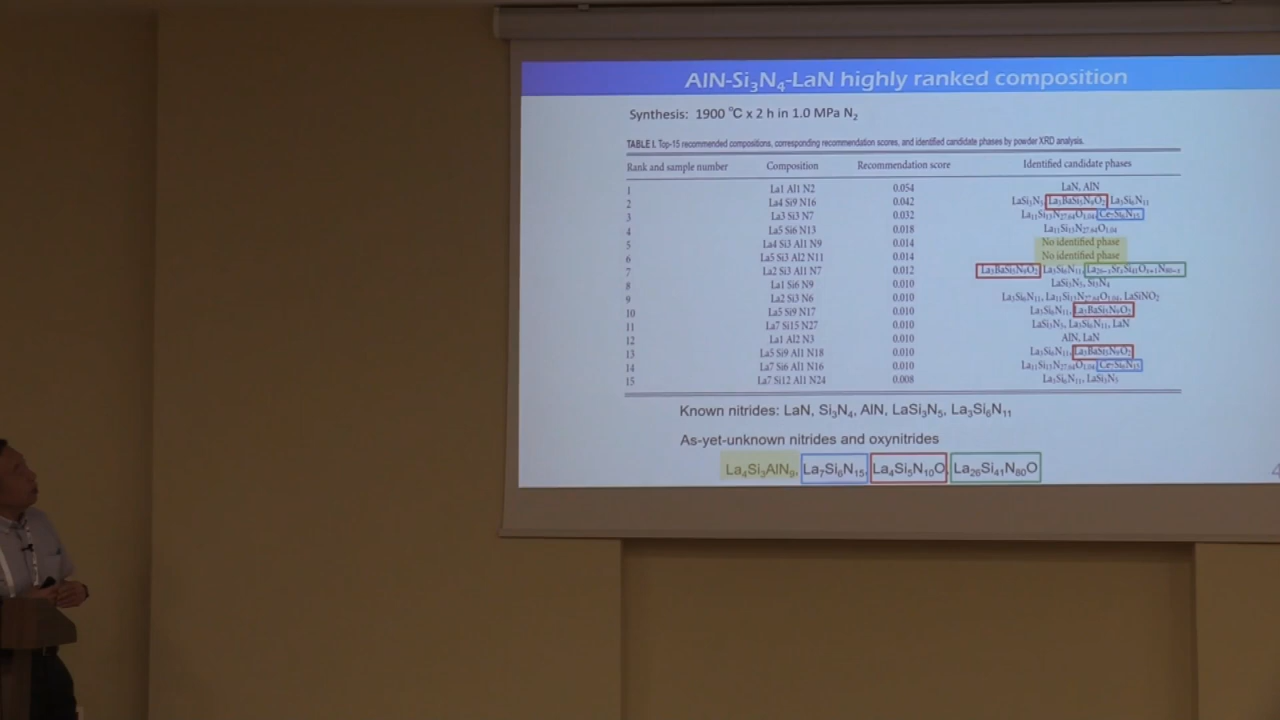 AlN-Si₃N₄-LaN highly ranked composition
Synthesis: 1900 °C x 2 h in 1.0 MPa N₂
TABLE I. Top-15 recommended compositions, corresponding recommendation scores, and identified candidate phases by powder XRD analysis.
Rank and sample number Composition Recommendation score Identified candidate phases
1 La1 Al1 N2 0.054 LaN, AlN
2 La4 Si9 N16 0.042 LaSi₃N₅ La₃BaSi₅N₉O₂ La₃Si₆N₁₁
3 La3 Si3 N7 0.032 La₁₁Si₁₃N₂₇.₆₄O₁.₀₄ Ce₇Si₆N₁₅
4 La5 Si6 N13 0.018 La₁₁Si₁₃N₂₇.₆₄O₁.₀₄
5 La4 Si3 Al1 N9 0.014 No identified phase
6 La5 Si3 Al2 N11 0.014 No identified phase
7 La2 Si3 Al1 N7 0.012 La₃BaSi₅N₉O₂ La₃Si₆N₁₁, La₂₆₋ₓSrₓSi₄₁Oₓ₊₁N₈₀₋ₓ
8 La1 Si6 N9 0.010 LaSi₃N₅, Si₃N₄
9 La2 Si3 N6 0.010 La₃Si₆N₁₁, La₁₁Si₁₃N₂₇.₆₄O₁.₀₄, LaSiNO₂
10 La5 Si9 N17 0.010 La₃Si₆N₁₁, La₃BaSi₅N₉O₂
11 La7 Si15 N27 0.010 LaSi₃N₅, La₃Si₆N₁₁, LaN
12 La1 Al2 N3 0.010 AlN, LaN
13 La5 Si9 Al1 N18 0.010 La₃Si₆N₁₁, La₃BaSi₅N₉O₂
14 La7 Si6 Al1 N16 0.010 La₁₁Si₁₃N₂₇.₆₄O₁.₀₄ Ce₇Si₆N₁₅
15 La7 Si12 Al1 N24 0.008 La₃Si₆N₁₁, LaSi₃N₅
Known nitrides: LaN, Si₃N₄, AlN, LaSi₃N₅, La₃Si₆N₁₁
As-yet-unknown nitrides and oxynitrides
La₄Si₃AlN₉, La₇Si₆N₁₅, La₄Si₅N₁₀O, La₂₆Si₄₁N₈₀O